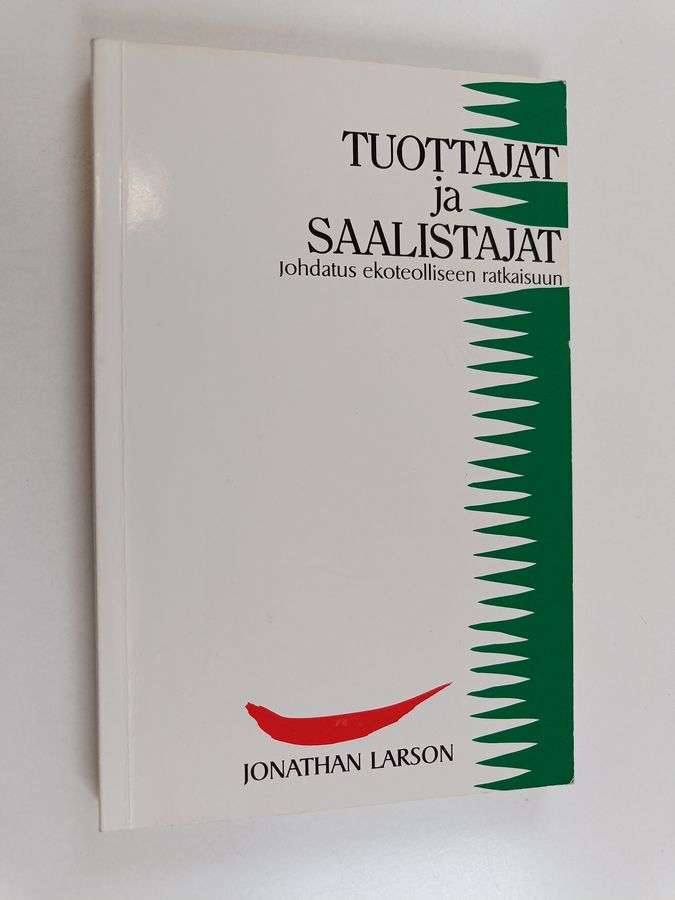 TUOTTAJAT
ja
SAALISTAJAT
Johdatus ekoteolliseen ratkaisuun
JONATHAN LARSON